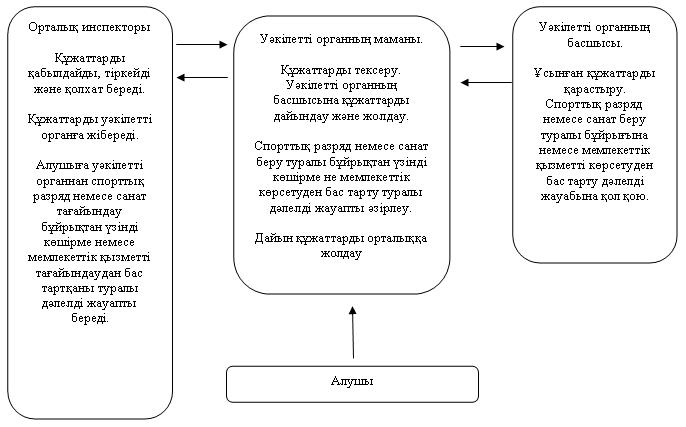 Орталық инспекторы
Құжаттарды
қабылдайды, тіркейді
және қолхат береді.
Құжаттарды уәкілетті
органға жібереді.
Алушыға уәкілетті
органнан спорттық
разряд немесе санат
тағайындау
бұйрықтан үзінді
көшірме немесе
мемлекеттік қызметті
тағайындаудан бас
тартқаны туралы
дәлелді жауапты
береді.
Уәкілетті органның маманы.
Құжаттарды тексеру.
Уәкілетті органның
басшысына құжаттарды
дайындау және жолдау.
Спорттық разряд немесе санат
беру туралы бұйрықтан үзінді
көшірме не мемлекеттік
көрсетуден бас тарту туралы
дәлелді жауапты әзірлеу.
Дайын құжаттарды орталыққа
жолдау
Уәкілетті органның
басшысы.
Ұсынған құжаттарды
қарастыру.
Спорттық разряд
немесе санат беру
туралы бұйрығына
немесе мемлекеттік
қызметті көрсетуден
бас тарту дәлелді
жауабына қол қою.
Алушы